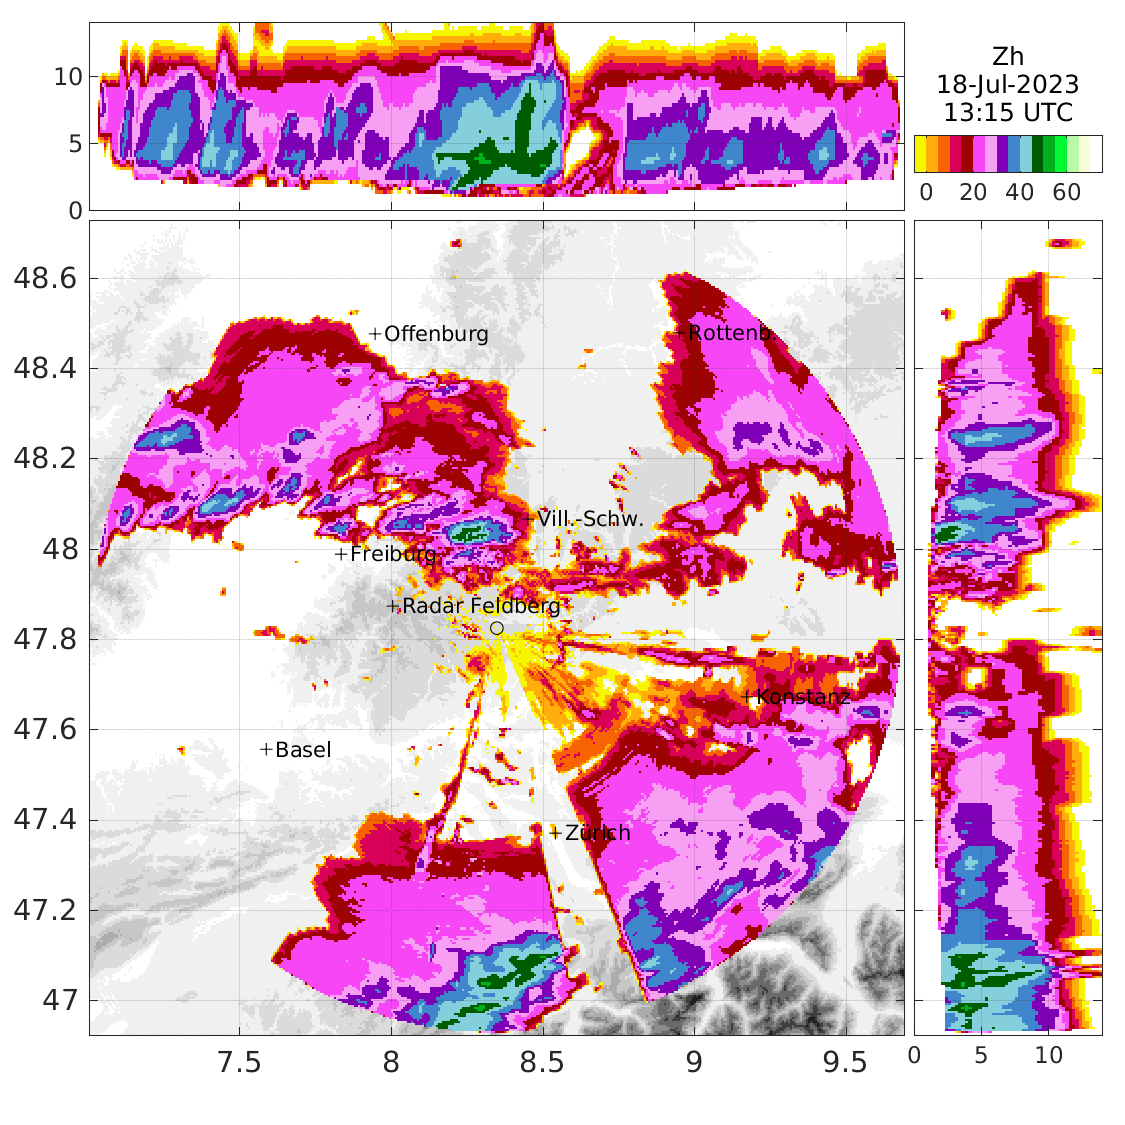 10
5
0
Zh
18-Jul-2023
13:15 UTC
0 20 40 60
48.6
48.4
48.2
48
47.8
47.6
47.4
47.2
47
+Offenburg
+Rottenb.
+Vill.-Schw.
+Freiburg
+Radar Feldberg
+Konstanz
+Basel
+Zürich
7.5 8 8.5 9 9.5
0 5 10